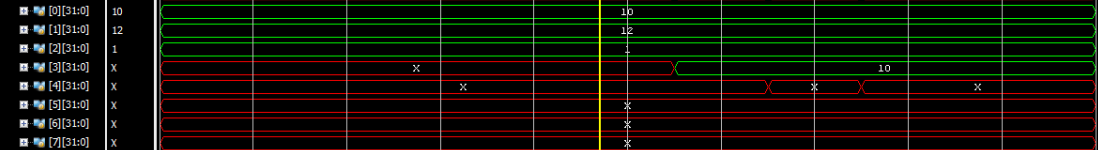 [0][31:0] 10 10
[1][31:0] 12 12
[2][31:0] 1 1
[3][31:0] X X 10
[4][31:0] X X X X
[5][31:0] X X
[6][31:0] X X
[7][31:0] X X